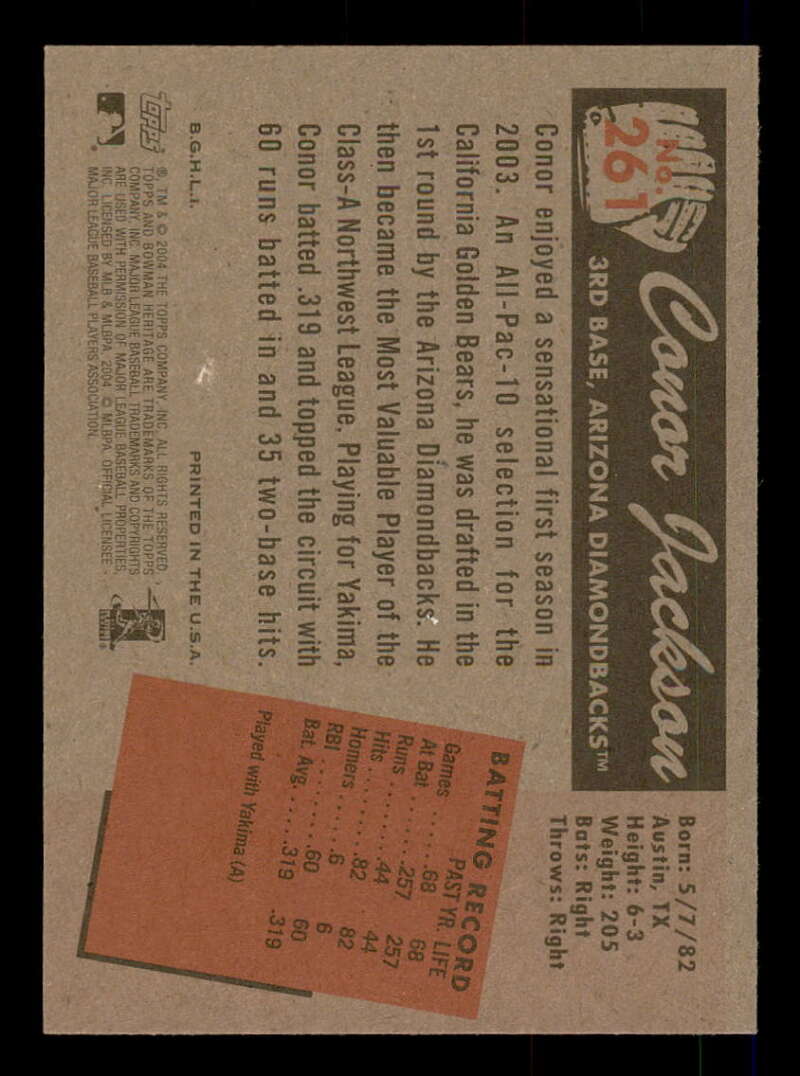 No.
261
Conor Jackson
3RD BASE, ARIZONA DIAMONDBACKS™
Born: 5/7/82
Austin, TX
Height: 6-3
Weight: 205
Bats: Right
Throws: Right
Conor enjoyed a sensational first season in
2003. An All-Pac-10 selection for the
California Golden Bears, he was drafted in the
1st round by the Arizona Diamondbacks. He
then became the Most Valuable Player of the
Class-A Northwest League. Playing for Yakima,
Conor batted .319 and topped the circuit with
60 runs batted in and 35 two-base hits.
BATTING RECORD
PAST YR. LIFE
Games ......68 68
At Bat ......257 257
Runs ......44 44
Hits ......82 82
Homers ......6 6
RBI ......60 60
Bat. Avg. ......319 .319
Played with Yakima (A)
B.G.H.L.I.
PRINTED IN THE U.S.A.
Topps
® TM & © 2004 THE TOPPS COMPANY, INC. ALL RIGHTS RESERVED.
TOPPS AND BOWMAN HERITAGE ARE TRADEMARKS OF THE TOPPS
COMPANY, INC. MAJOR LEAGUE BASEBALL TRADEMARKS AND COPYRIGHTS
ARE USED WITH PERMISSION OF MAJOR LEAGUE BASEBALL PROPERTIES,
INC. LICENSED BY MLB & MLBPA, 2004. © MLBPA. OFFICIAL LICENSEE -
MAJOR LEAGUE BASEBALL PLAYERS ASSOCIATION.